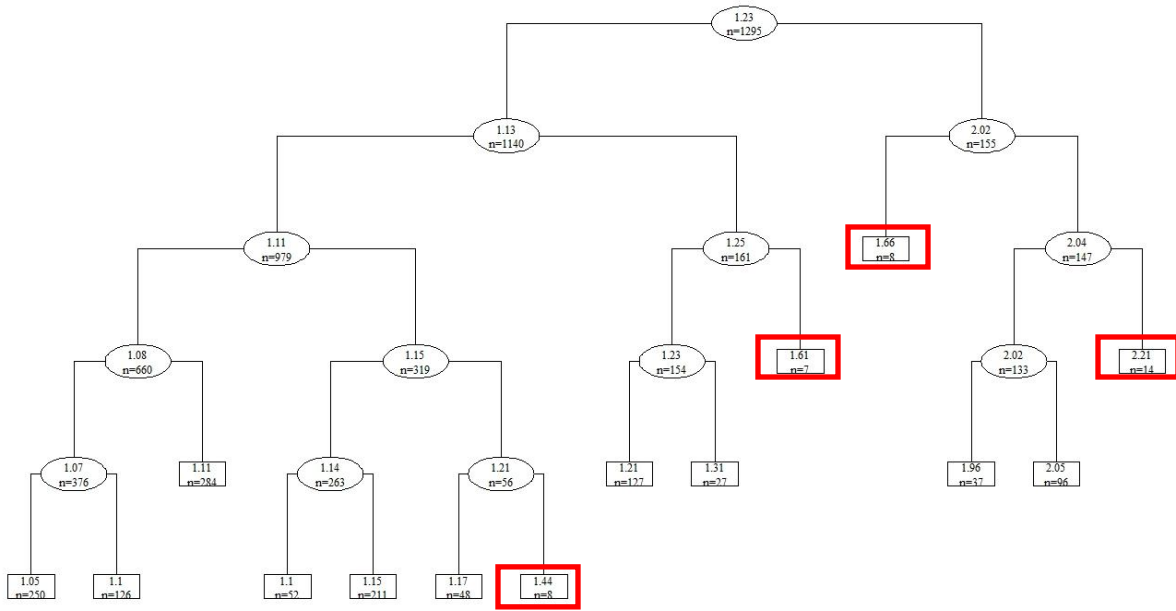 1.23
n=1295
1.13
n=1140
2.02
n=155
1.11
n=979
1.25
n=161
1.66
n=8
2.04
n=147
1.08
n=660
1.15
n=319
1.23
n=154
1.61
n=7
2.02
n=133
2.21
n=14
1.07
n=376
1.11
n=284
1.14
n=263
1.21
n=56
1.21
n=127
1.31
n=27
1.96
n=37
2.05
n=96
1.05
n=250
1.1
n=126
1.1
n=52
1.15
n=211
1.17
n=48
1.44
n=8